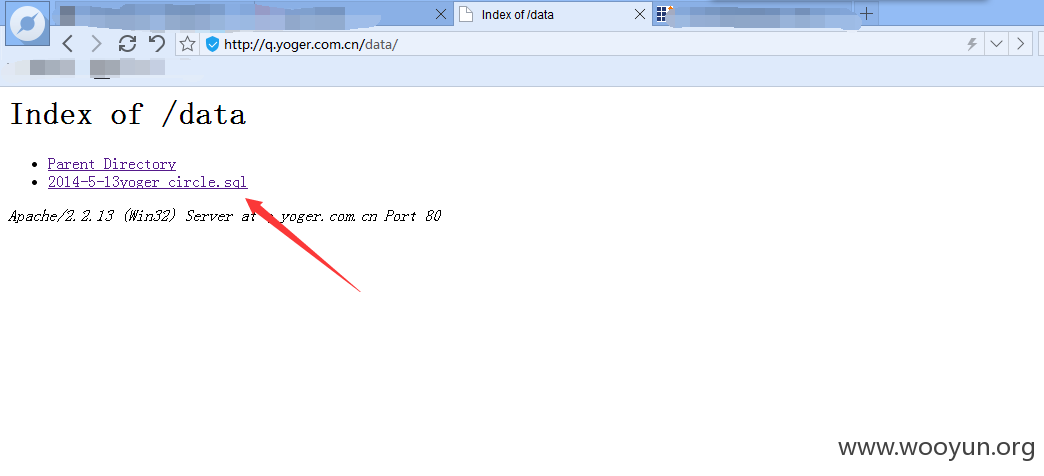 Index of /data
http://q.yoger.com.cn/data/
Index of /data
Parent Directory
2014-5-13yoger_circle.sql
Apache/2.2.13 (Win32) Server at q.yoger.com.cn Port 80
www.wooyun.org